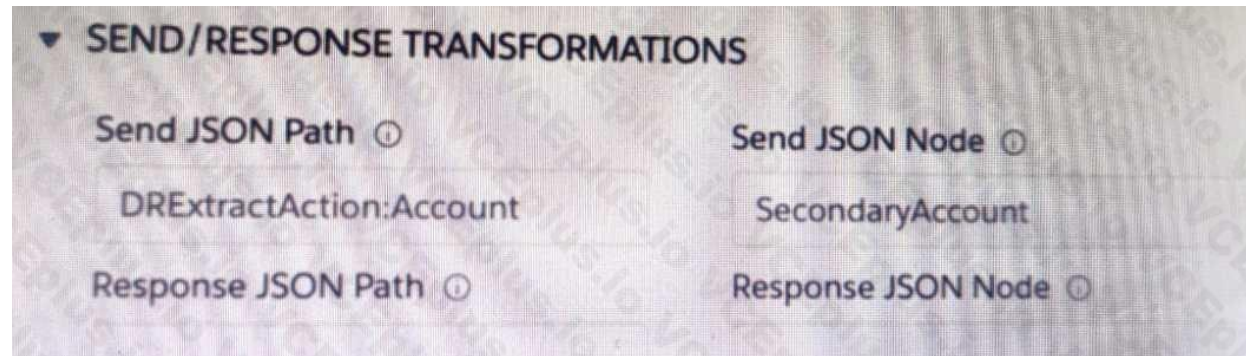 SEND/RESPONSE TRANSFORMATIONS
Send JSON Path Send JSON Node
DRExtractAction:Account SecondaryAccount
Response JSON Path Response JSON Node